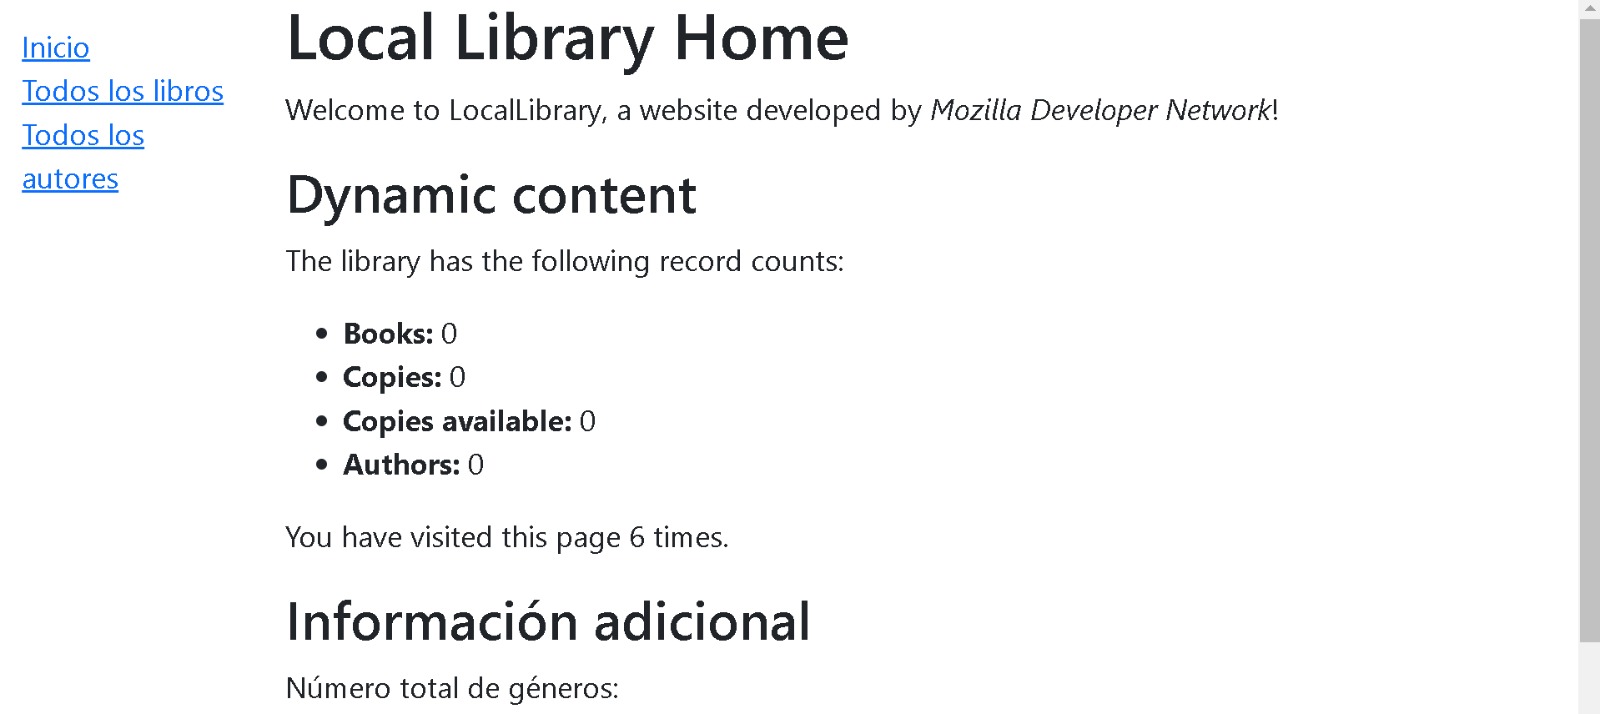 Inicio
Todos los libros
Todos los
autores
Local Library Home
Welcome to LocalLibrary, a website developed by Mozilla Developer Network!
Dynamic content
The library has the following record counts:
Books: 0
Copies: 0
Copies available: 0
Authors: 0
You have visited this page 6 times.
Información adicional
Número total de géneros: